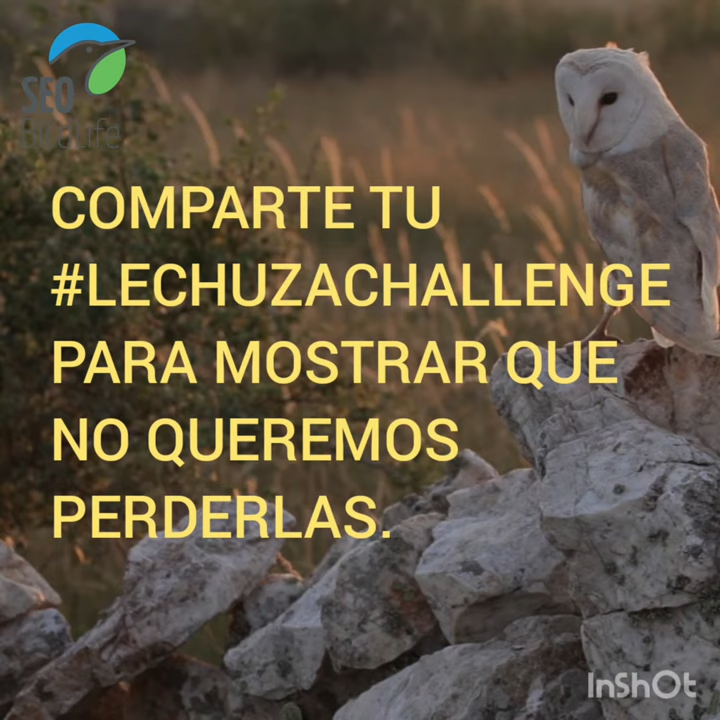 SEO
BirdLife
COMPARTE TU
#LECHUZACHALLENGE
PARA MOSTRAR QUE
NO QUEREMOS
PERDERLAS.
InShOt